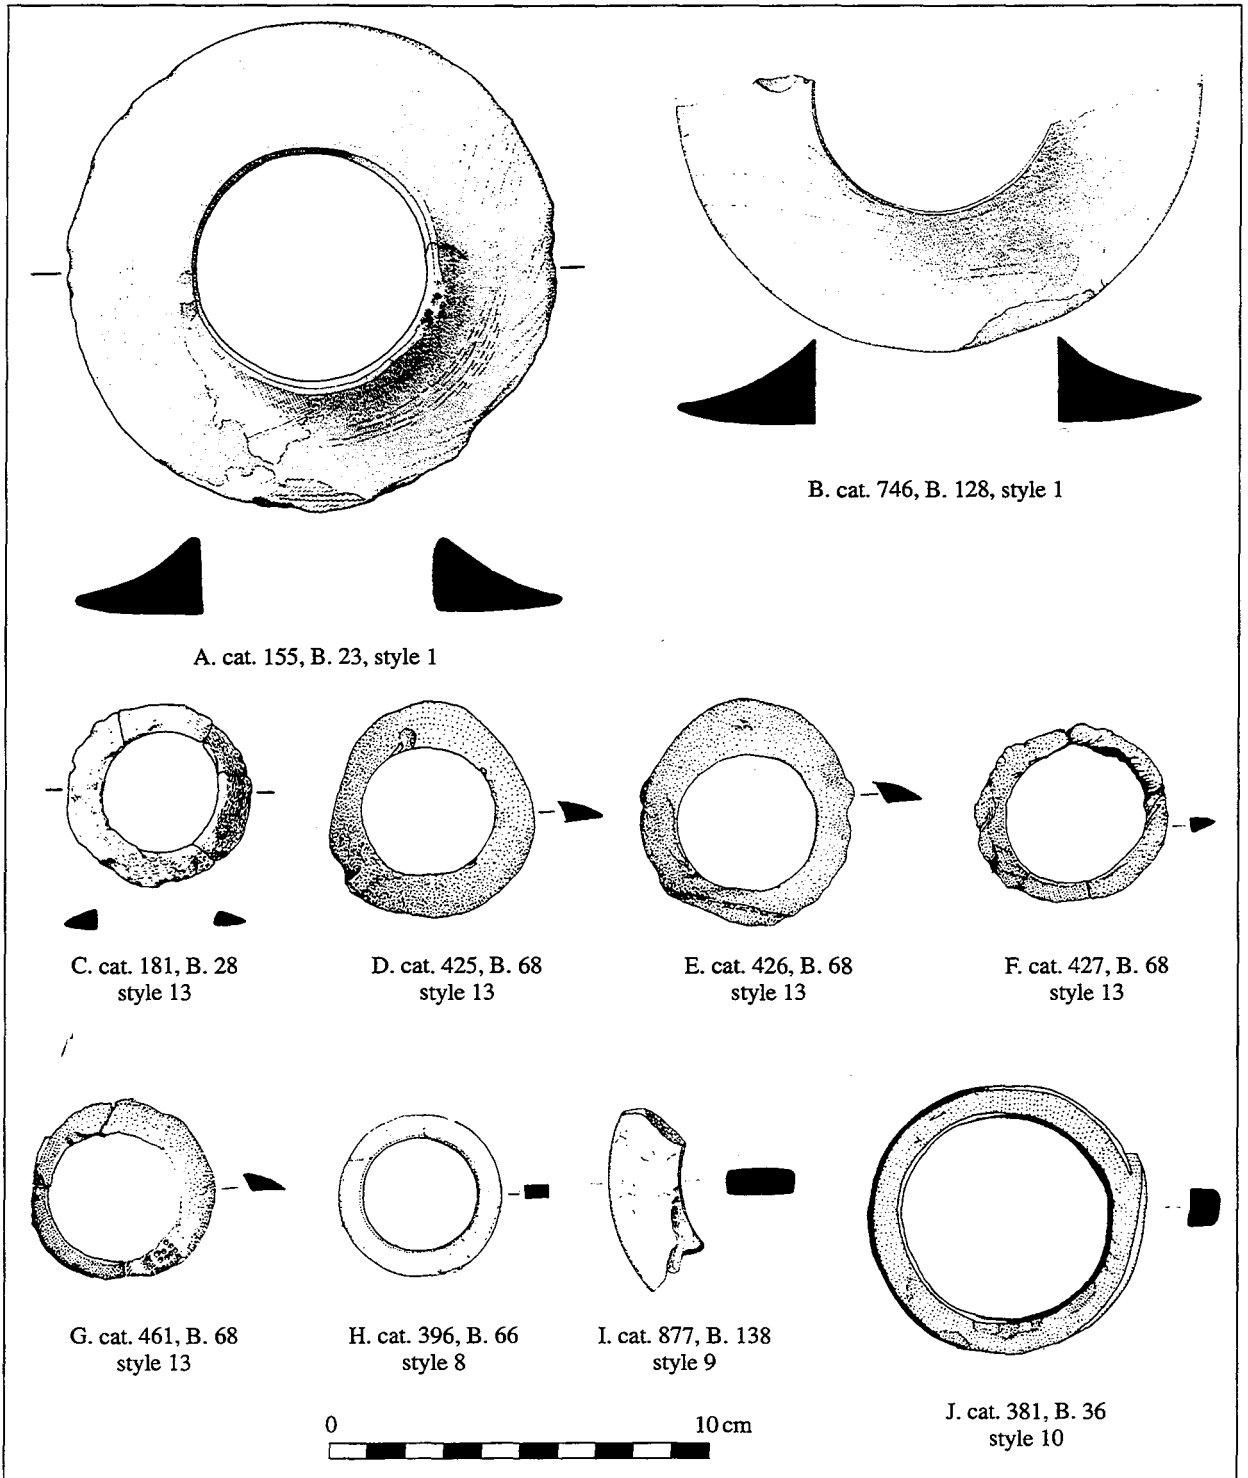 B. cat. 746, B. 128, style 1
A. cat. 155, B. 23, style 1
C. cat. 181, B. 28
style 13
D. cat. 425, B. 68
style 13
E. cat. 426, B. 68
style 13
F. cat. 427, B. 68
style 13
G. cat. 461, B. 68
style 13
H. cat. 396, B. 66
style 8
I. cat. 877, B. 138
style 9
J. cat. 381, B. 36
style 10
0 10 cm